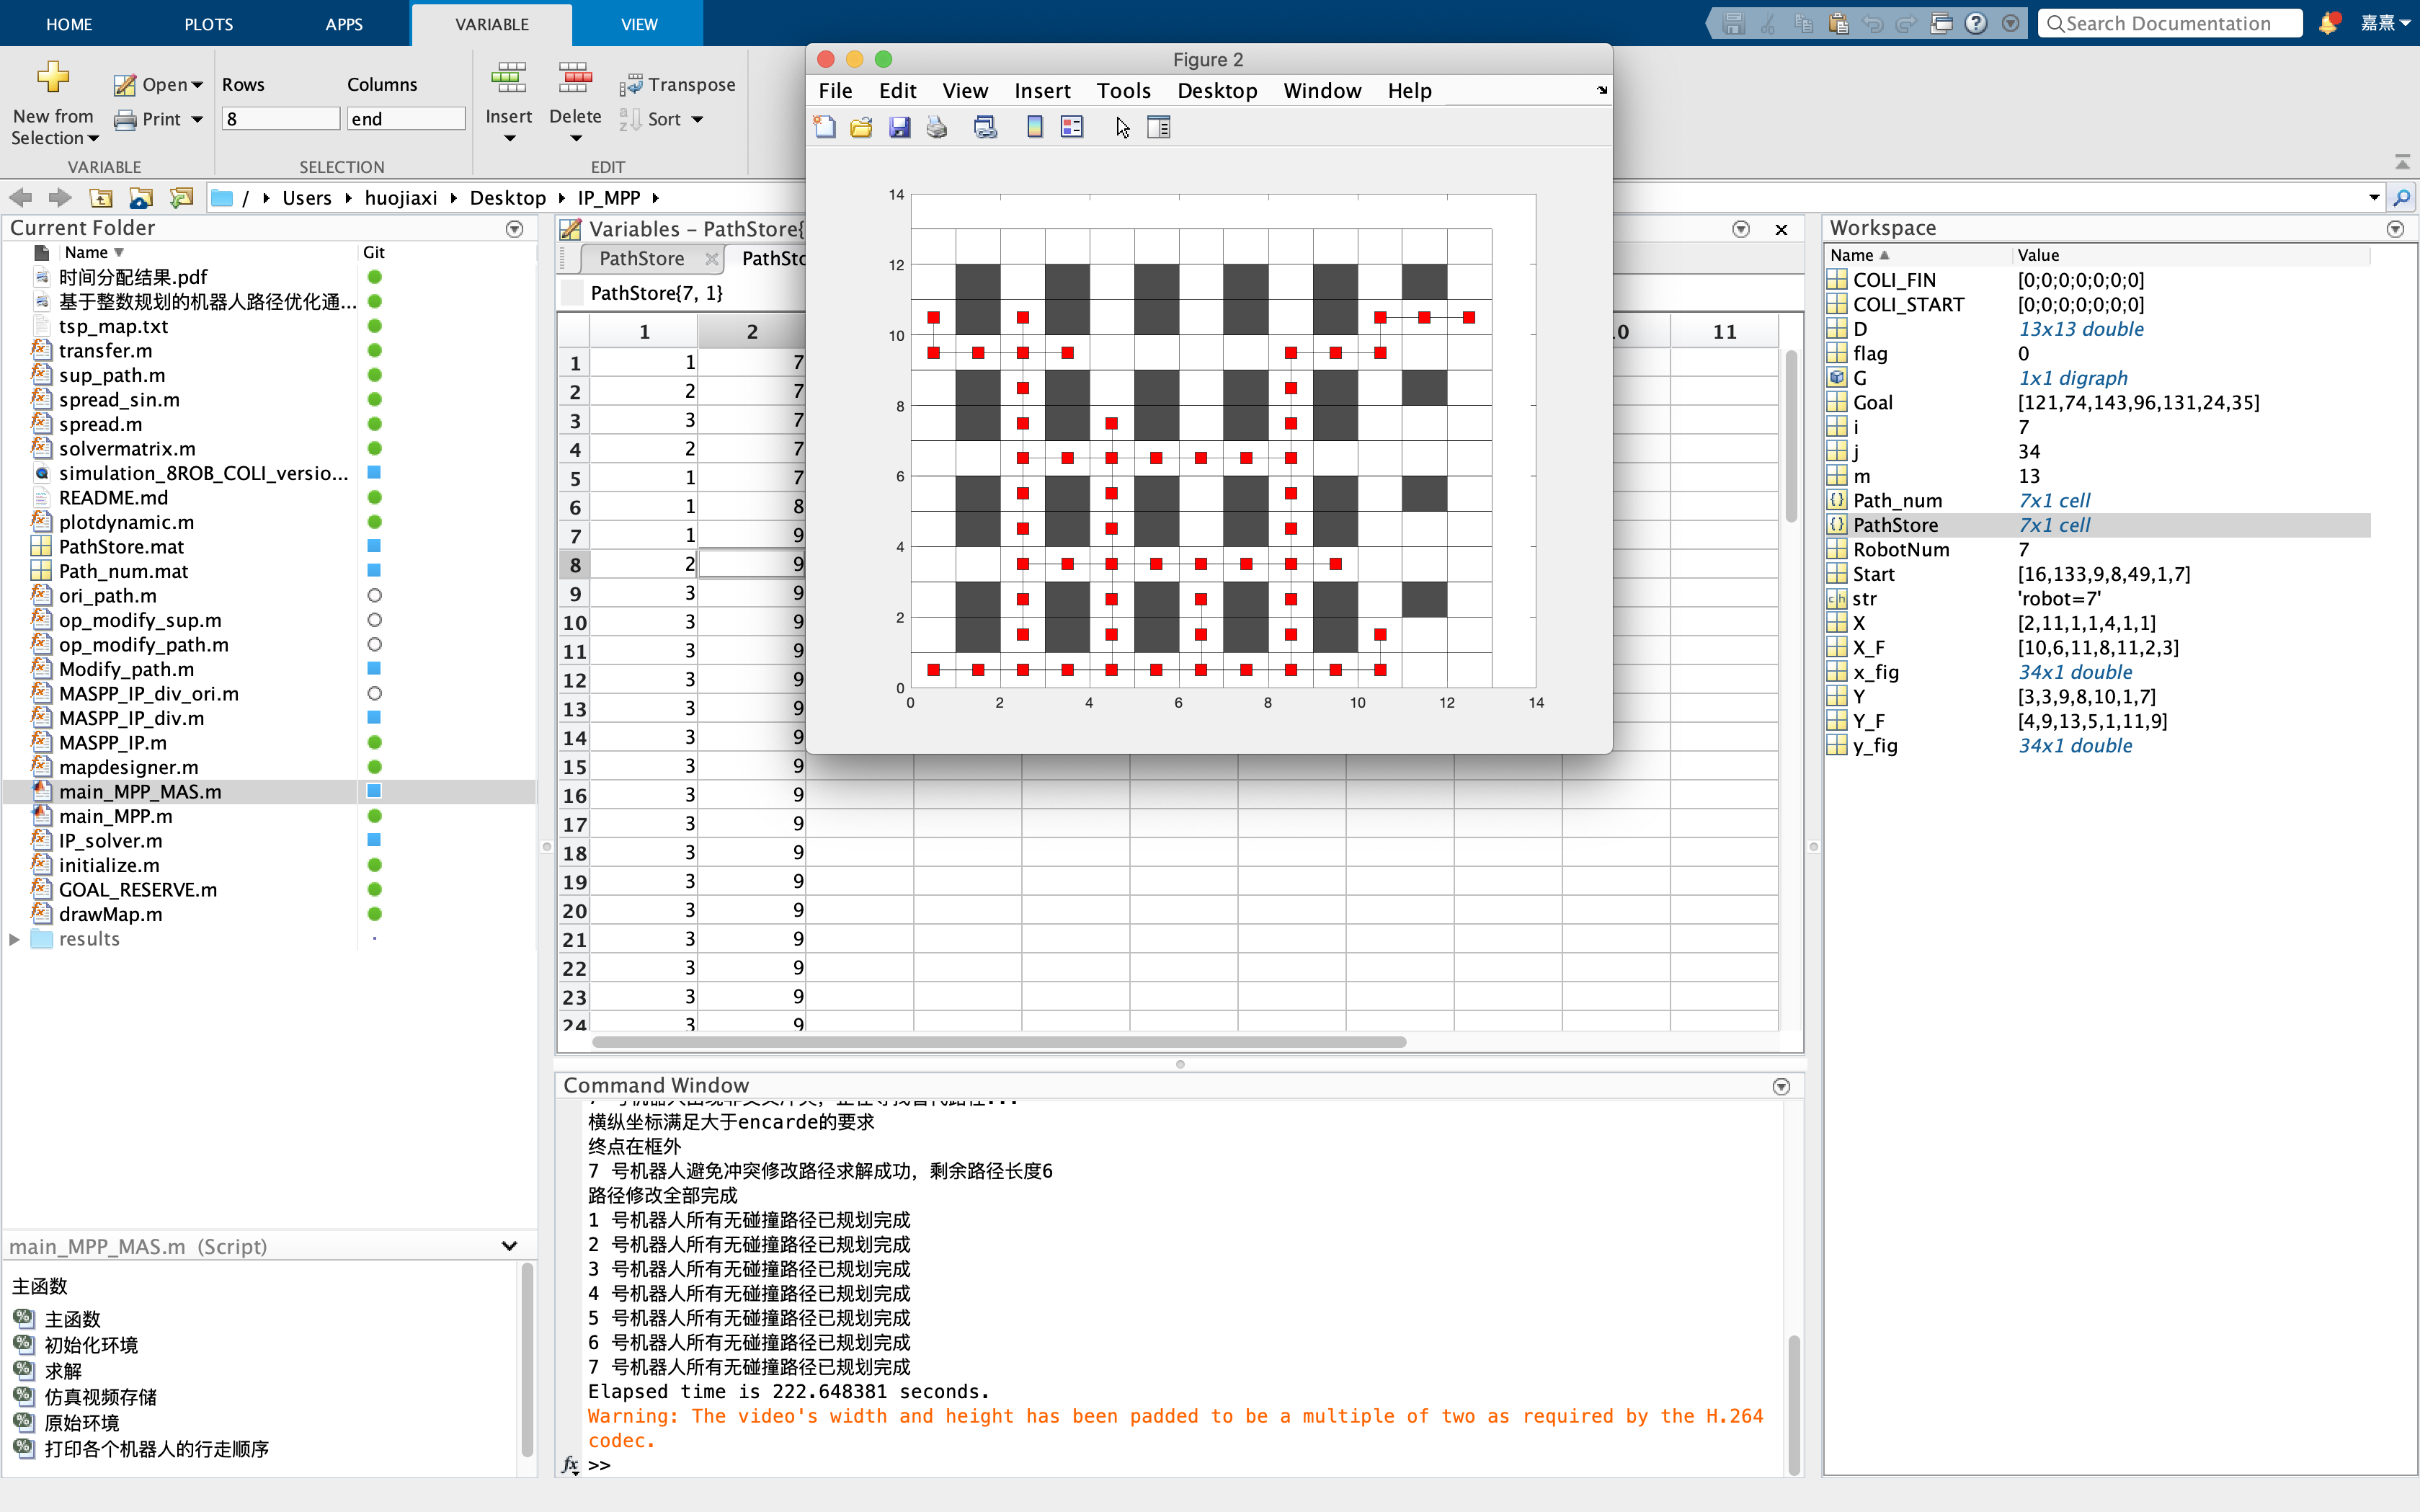 HOME PLOTS APPS VARIABLE VIEW Search Documentation 嘉熹
New from Selection
Open
Print
VARIABLE
Rows Columns
8 end
SELECTION
Insert Delete Transpose
Sort
EDIT
/ Users huojiaxi Desktop IP_MPP
Current Folder
Name Git
时间分配结果.pdf
基于整数规划的机器人路径优化通...
tsp_map.txt
transfer.m
sup_path.m
spread_sin.m
spread.m
solvermatrix.m
simulation_8ROB_COLI_versio...
README.md
plotdynamic.m
PathStore.mat
Path_num.mat
ori_path.m
op_modify_sup.m
op_modify_path.m
Modify_path.m
MASPP_IP_div_ori.m
MASPP_IP_div.m
MASPP_IP.m
mapdesigner.m
main_MPP_MAS.m
main_MPP.m
IP_solver.m
initialize.m
GOAL_RESERVE.m
drawMap.m
results
main_MPP_MAS.m (Script)
主函数
主函数
初始化环境
求解
仿真视频存储
原始环境
打印各个机器人的行走顺序
Variables - PathStore{
PathStore PathSto
PathStore{7, 1}
1 2 .0 11
1 1 7
2 2 7
3 3 7
4 2 7
5 1 7
6 1 8
7 1 9
8 2 9
9 3 9
10 3 9
11 3 9
12 3 9
13 3 9
14 3 9
15 3 9
16 3 9
17 3 9
18 3 9
19 3 9
20 3 9
21 3 9
22 3 9
23 3 9
24 3 9
Figure 2
File Edit View Insert Tools Desktop Window Help
14
12
10
8
6
4
2
0
0 2 4 6 8 10 12 14
Command Window
横纵坐标满足大于encarde的要求
终点在框外
7 号机器人避免冲突修改路径求解成功，剩余路径长度6
路径修改全部完成
1 号机器人所有无碰撞路径已规划完成
2 号机器人所有无碰撞路径已规划完成
3 号机器人所有无碰撞路径已规划完成
4 号机器人所有无碰撞路径已规划完成
5 号机器人所有无碰撞路径已规划完成
6 号机器人所有无碰撞路径已规划完成
7 号机器人所有无碰撞路径已规划完成
Elapsed time is 222.648381 seconds.
Warning: The video's width and height has been padded to be a multiple of two as required by the H.264
codec.
fx >>
Workspace
Name Value
COLI_FIN [0;0;0;0;0;0;0]
COLI_START [0;0;0;0;0;0;0]
D 13x13 double
flag 0
G 1x1 digraph
Goal [121,74,143,96,131,24,35]
i 7
j 34
m 13
Path_num 7x1 cell
PathStore 7x1 cell
RobotNum 7
Start [16,133,9,8,49,1,7]
str 'robot=7'
X [2,11,1,1,4,1,1]
X_F [10,6,11,8,11,2,3]
x_fig 34x1 double
Y [3,3,9,8,10,1,7]
Y_F [4,9,13,5,1,11,9]
y_fig 34x1 double